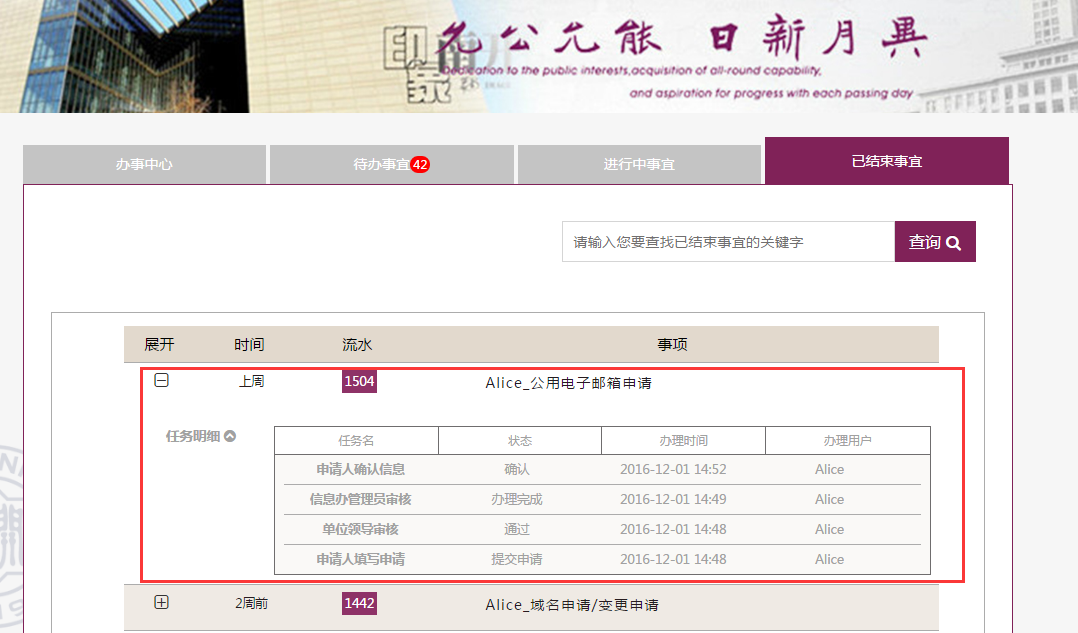 允公允能 日新月異
Dedication to the public interests,acquisition of all-round capability,
and aspiration for progress with each passing day
办事中心 待办事宜 42 进行中事宜 已结束事宜
请输入您要查找已结束事宜的关键字 查询
展开 时间 流水 事项
上周 1504 Alice_公用电子邮箱申请
任务明细
任务名 状态 办理时间 办理用户
申请人确认信息 确认 2016-12-01 14:52 Alice
信息办管理员审核 办理完成 2016-12-01 14:49 Alice
单位领导审核 通过 2016-12-01 14:48 Alice
申请人填写申请 提交申请 2016-12-01 14:48 Alice
2周前 1442 Alice_域名申请/变更申请